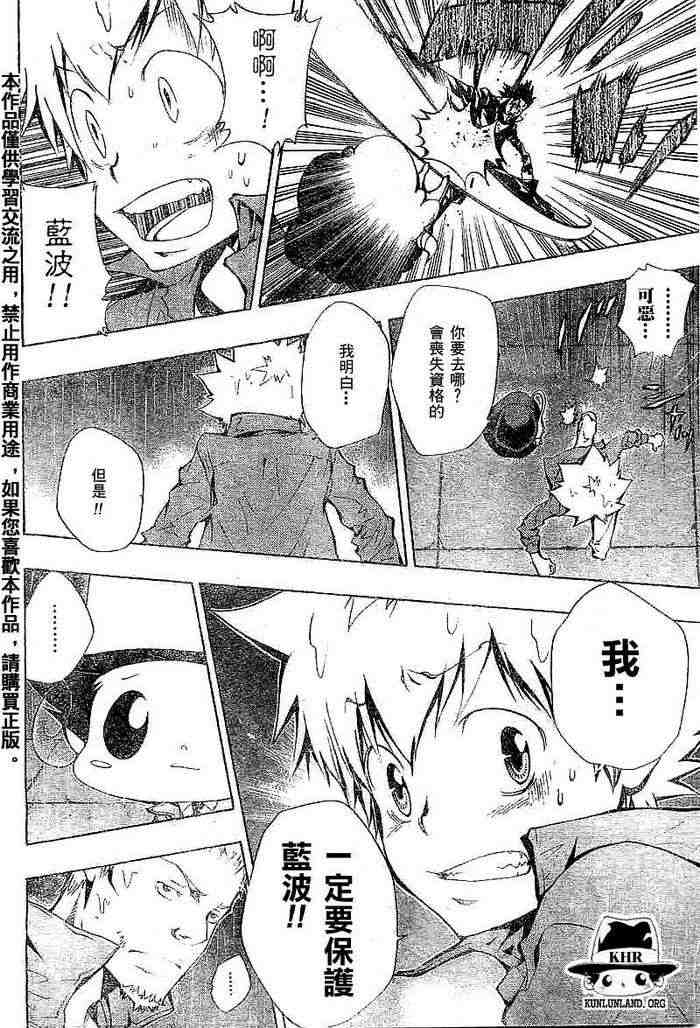 啊啊
…！
藍波！！
可惡…
…
你要去哪？
會喪失資格的
我明白…
但是！！
我…
一定要保護
藍波！！
………
………
本作品僅供學習交流之用，禁止用作商業用途，如果您喜歡本作品，請購買正版。
KHR
KUNLUNLAND.ORG